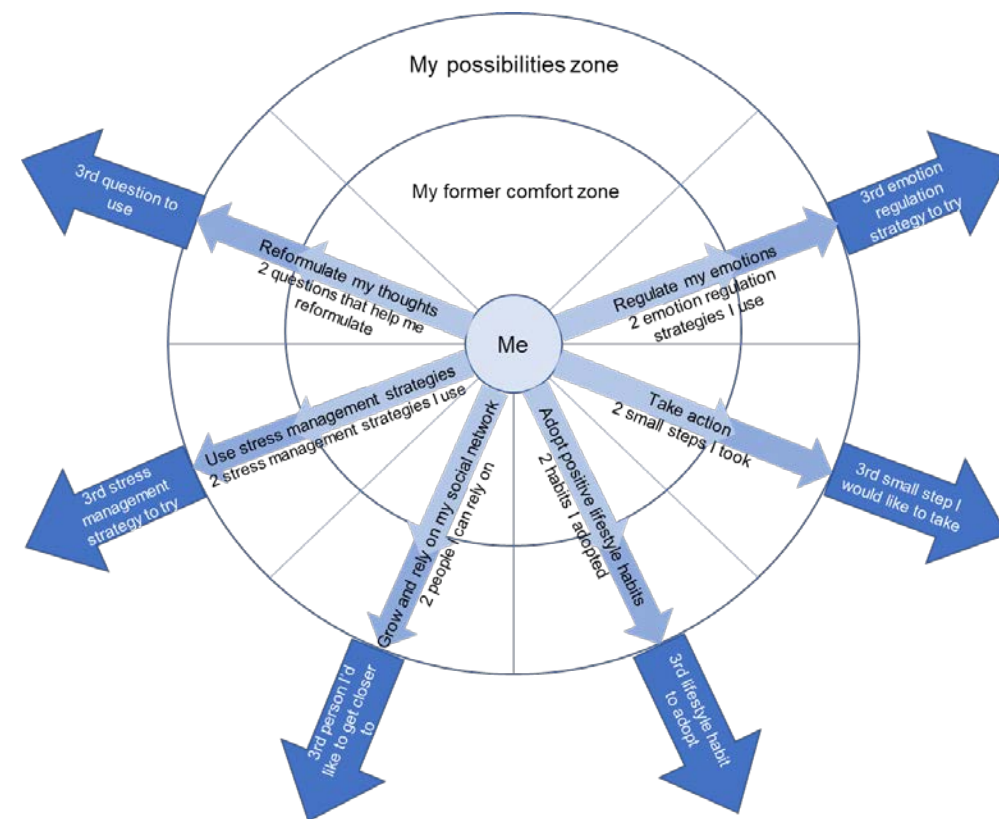 My possibilities zone
My former comfort zone
3rd question to
use
Reformulate my thoughts
2 questions that help me
reformulate
3rd emotion
regulation
strategy to try
Regulate my emotions
2 emotion regulation
strategies I use
Me
Use stress management strategies
2 stress management strategies I use
3rd stress
management
strategy to try
Take action
2 small steps I took
3rd small step I
would like to take
Grow and rely on my social network
2 people I can rely on
3rd person I'd
like to get closer
to
Adopt positive lifestyle habits
2 habits I adopted
3rd lifestyle habit
to adopt